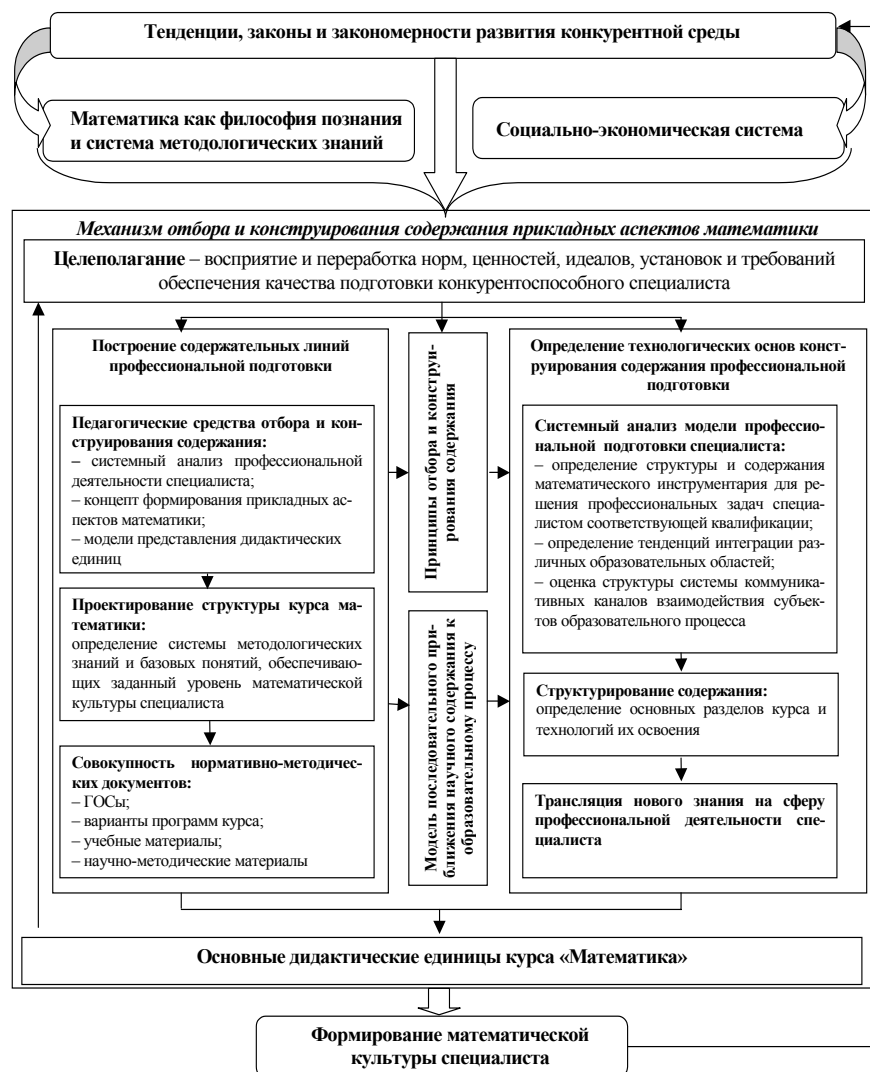 Тенденции, законы и закономерности развития конкурентной среды
Математика как философия познания
и система методологических знаний
Социально-экономическая система
Механизм отбора и конструирования содержания прикладных аспектов математики
Целеполагание – восприятие и переработка норм, ценностей, идеалов, установок и требований
обеспечения качества подготовки конкурентоспособного специалиста
Построение содержательных линий
профессиональной подготовки
Педагогические средства отбора и кон-
струирования содержания:
– системный анализ профессиональной
деятельности специалиста;
– концепт формирования прикладных ас-
пектов математики;
– модели представления дидактических
единиц
Проектирование структуры курса ма-
тематики:
определение системы методологических
знаний и базовых понятий, обеспечиваю-
щих заданный уровень математической
культуры специалиста
Совокупность нормативно-методичес-
ких документов:
– ГОСы;
– варианты программ курса;
– учебные материалы;
– научно-методические материалы
Принципы отбора и конструи-
рования содержания
Модель последовательного при-
ближения научного содержания к
образовательному процессу
Определение технологических основ конст-
руирования содержания профессиональной
подготовки
Системный анализ модели профессио-
нальной подготовки специалиста:
– определение структуры и содержания
математического инструментария для ре-
шения профессиональных задач специа-
листом соответствующей квалификации;
– определение тенденций интеграции раз-
личных образовательных областей;
– оценка структуры системы коммуника-
тивных каналов взаимодействия субъек-
тов образовательного процесса
Структурирование содержания:
определение основных разделов курса и
технологий их освоения
Трансляция нового знания на сферу
профессиональной деятельности спе-
циалиста
Основные дидактические единицы курса «Математика»
Формирование математической
культуры специалиста